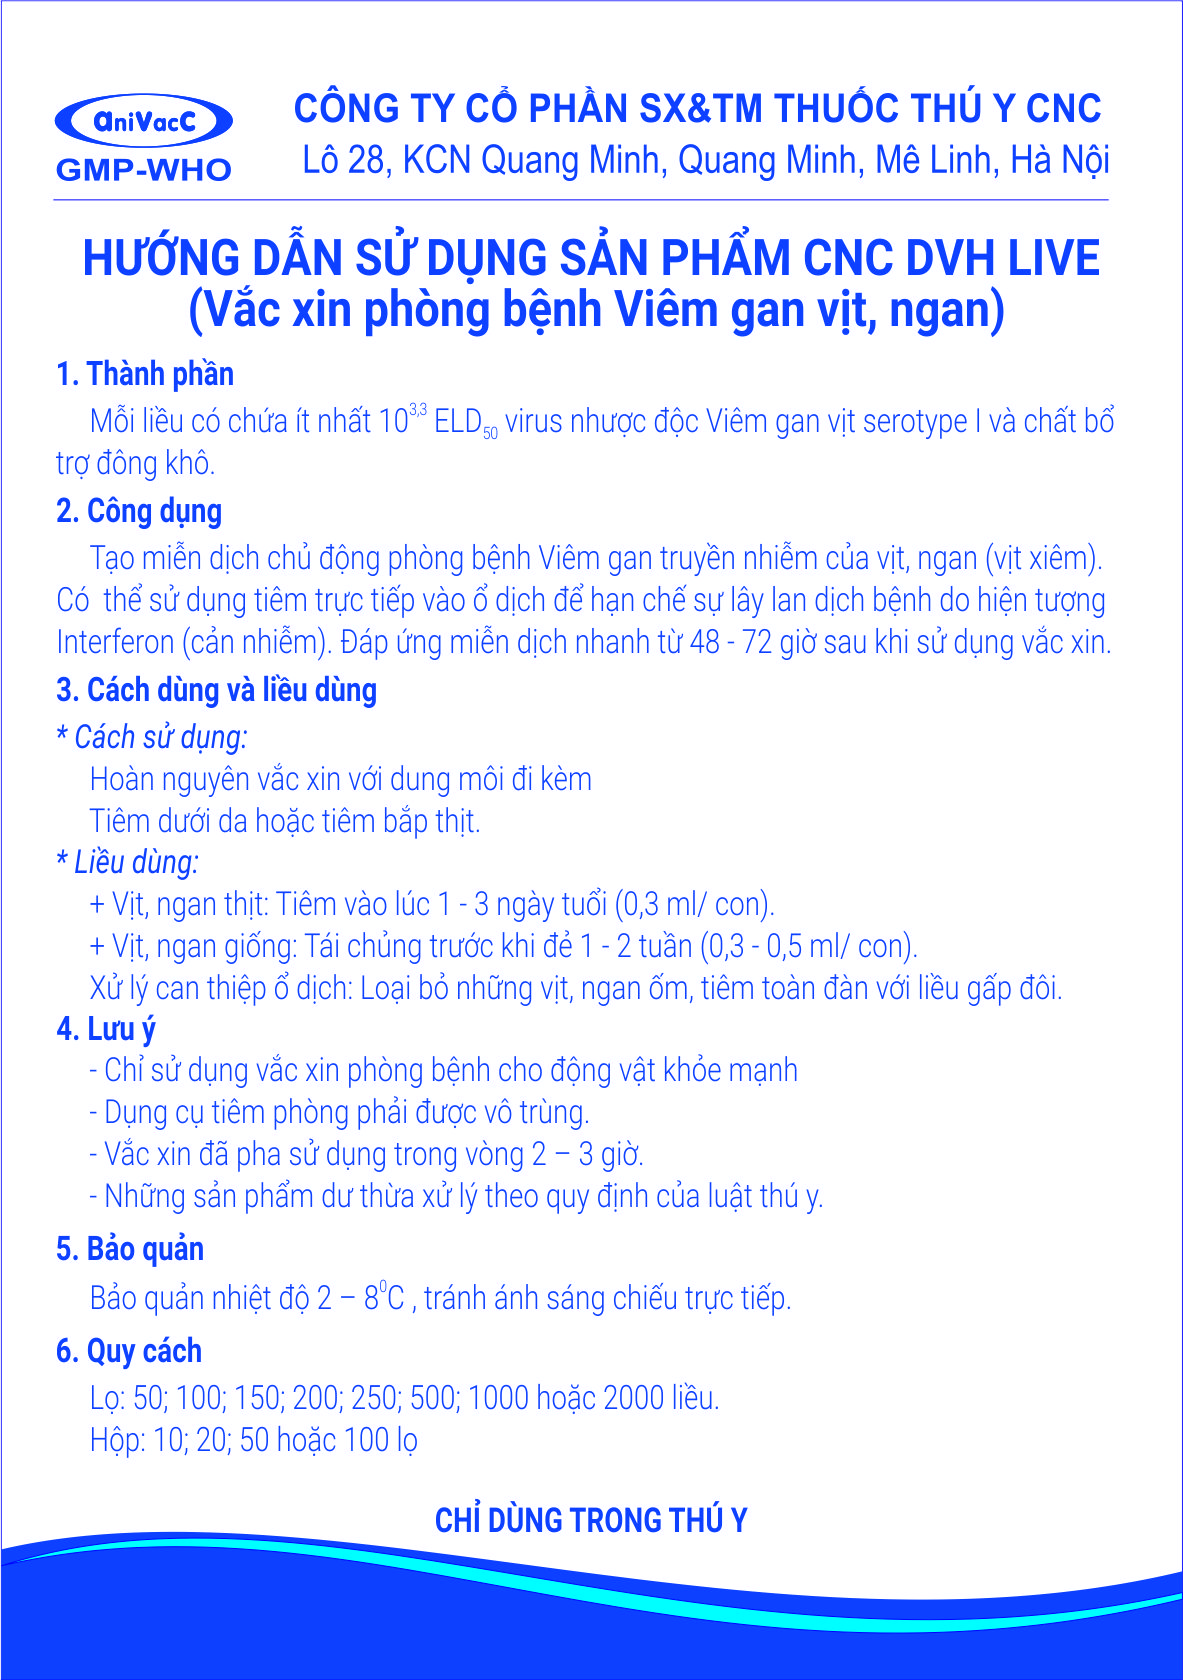 aniVacC
GMP-WHO
CÔNG TY CỔ PHẦN SX&TM THUỐC THÚ Y CNC
Lô 28, KCN Quang Minh, Quang Minh, Mê Linh, Hà Nội
HƯỚNG DẪN SỬ DỤNG SẢN PHẨM CNC DVH LIVE
(Vắc xin phòng bệnh Viêm gan vịt, ngan)
1. Thành phần
Mỗi liều có chứa ít nhất 10^3,3 ELD_50 virus nhược độc Viêm gan vịt serotype I và chất bổ
trợ đông khô.
2. Công dụng
Tạo miễn dịch chủ động phòng bệnh Viêm gan truyền nhiễm của vịt, ngan (vịt xiêm).
Có thể sử dụng tiêm trực tiếp vào ổ dịch để hạn chế sự lây lan dịch bệnh do hiện tượng
Interferon (cản nhiễm). Đáp ứng miễn dịch nhanh từ 48 - 72 giờ sau khi sử dụng vắc xin.
3. Cách dùng và liều dùng
* Cách sử dụng:
Hoàn nguyên vắc xin với dung môi đi kèm
Tiêm dưới da hoặc tiêm bắp thịt.
* Liều dùng:
+ Vịt, ngan thịt: Tiêm vào lúc 1 - 3 ngày tuổi (0,3 ml/ con).
+ Vịt, ngan giống: Tái chủng trước khi đẻ 1 - 2 tuần (0,3 - 0,5 ml/ con).
Xử lý can thiệp ổ dịch: Loại bỏ những vịt, ngan ốm, tiêm toàn đàn với liều gấp đôi.
4. Lưu ý
- Chỉ sử dụng vắc xin phòng bệnh cho động vật khỏe mạnh
- Dụng cụ tiêm phòng phải được vô trùng.
- Vắc xin đã pha sử dụng trong vòng 2 – 3 giờ.
- Những sản phẩm dư thừa xử lý theo quy định của luật thú y.
5. Bảo quản
Bảo quản nhiệt độ 2 – 8⁰C , tránh ánh sáng chiếu trực tiếp.
6. Quy cách
Lọ: 50; 100; 150; 200; 250; 500; 1000 hoặc 2000 liều.
Hộp: 10; 20; 50 hoặc 100 lọ
CHỈ DÙNG TRONG THÚ Y